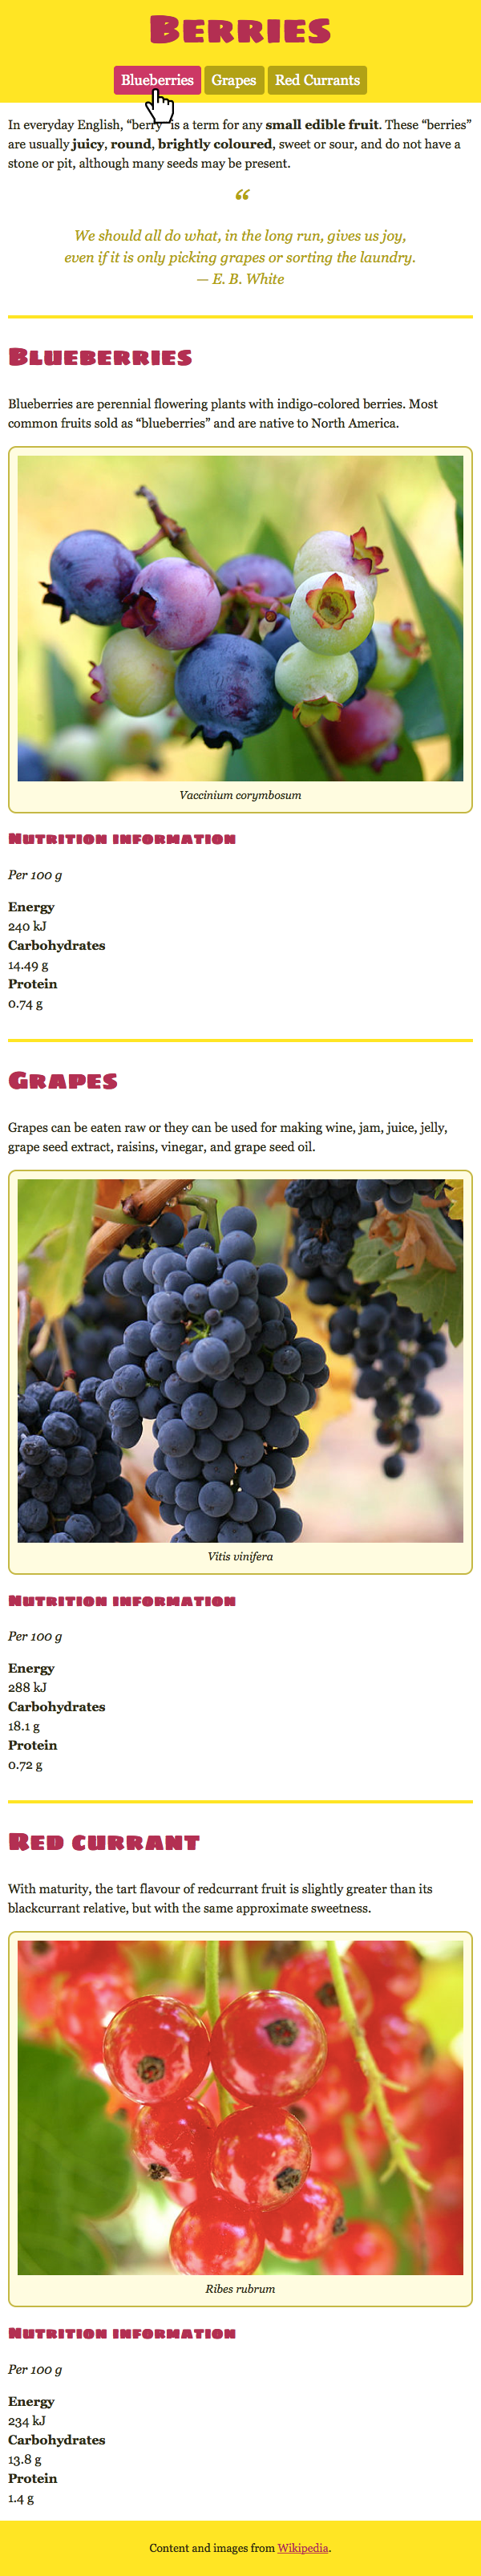 Berries
Blueberries Grapes Red Currants
In everyday English, “berry” is a term for any small edible fruit. These “berries”
are usually juicy, round, brightly coloured, sweet or sour, and do not have a
stone or pit, although many seeds may be present.
“
We should all do what, in the long run, gives us joy,
even if it is only picking grapes or sorting the laundry.
— E. B. White
Blueberries
Blueberries are perennial flowering plants with indigo-colored berries. Most
common fruits sold as “blueberries” and are native to North America.
Vaccinium corymbosum
Nutrition information
Per 100 g
Energy
240 kJ
Carbohydrates
14.49 g
Protein
0.74 g
Grapes
Grapes can be eaten raw or they can be used for making wine, jam, juice, jelly,
grape seed extract, raisins, vinegar, and grape seed oil.
Vitis vinifera
Nutrition information
Per 100 g
Energy
288 kJ
Carbohydrates
18.1 g
Protein
0.72 g
Red currant
With maturity, the tart flavour of redcurrant fruit is slightly greater than its
blackcurrant relative, but with the same approximate sweetness.
Ribes rubrum
Nutrition information
Per 100 g
Energy
234 kJ
Carbohydrates
13.8 g
Protein
1.4 g
Content and images from Wikipedia.